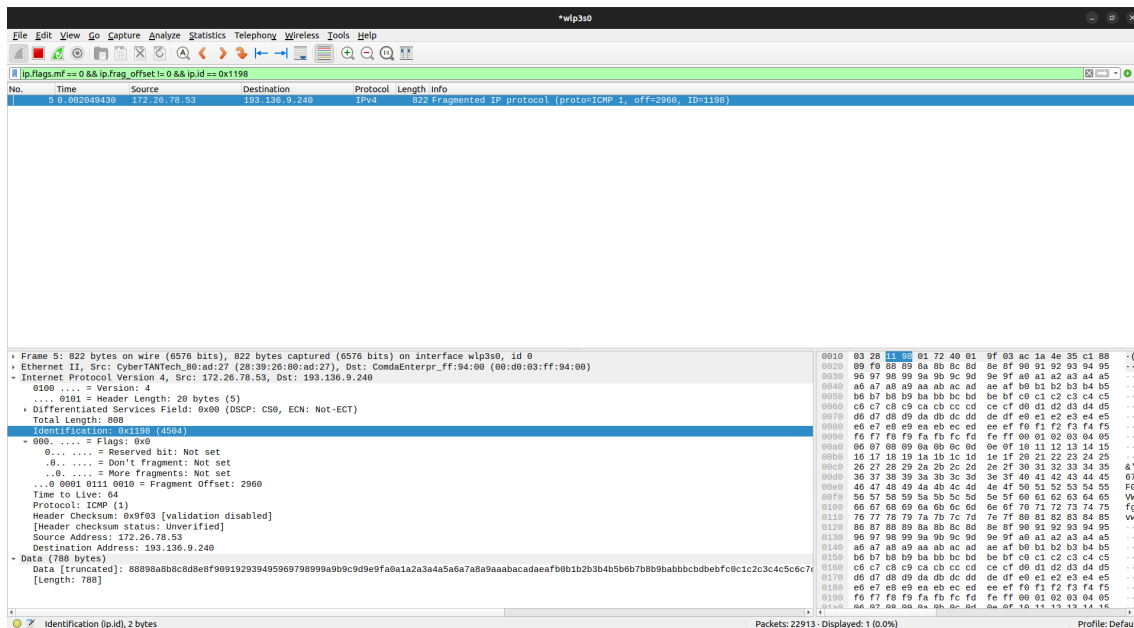 *wlp3s0
File Edit View Go Capture Analyze Statistics Telephony Wireless Tools Help
ip.flags.mf == 0 && ip.frag_offset != 0 && ip.id == 0x1198
No. Time Source Destination Protocol Length Info
5 0.002049430 172.26.78.53 193.136.9.240 IPv4 822 Fragmented IP protocol (proto=ICMP 1, off=2960, ID=1198)
Frame 5: 822 bytes on wire (6576 bits), 822 bytes captured (6576 bits) on interface wlp3s0, id 0
Ethernet II, Src: CyberTANTech_80:ad:27 (28:39:26:80:ad:27), Dst: ComdaEnterpr_ff:94:00 (00:d0:03:ff:94:00)
Internet Protocol Version 4, Src: 172.26.78.53, Dst: 193.136.9.240
0100 .... = Version: 4
.... 0101 = Header Length: 20 bytes (5)
Differentiated Services Field: 0x00 (DSCP: CS0, ECN: Not-ECT)
Total Length: 808
Identification: 0x1198 (4504)
000. .... = Flags: 0x0
0... .... = Reserved bit: Not set
.0.. .... = Don't fragment: Not set
..0. .... = More fragments: Not set
...0 0001 0111 0010 = Fragment Offset: 2960
Time to Live: 64
Protocol: ICMP (1)
Header Checksum: 0x9f03 [validation disabled]
[Header checksum status: Unverified]
Source Address: 172.26.78.53
Destination Address: 193.136.9.240
Data (788 bytes)
Data [truncated]: 88898a8b8c8d8e8f909192939495969798999a9b9c9d9e9fa0a1a2a3a4a5a6a7a8a9aaabacadaeafb0b1b2b3b4b5b6b7b8b9babbbcbdbebfc0c1c2c3c4c5c6c7
[Length: 788]
0010 03 28 11 98 01 72 40 01 9f 03 ac 1a 4e 35 c1 88
0020 09 f0 88 89 8a 8b 8c 8d 8e 8f 90 91 92 93 94 95
0030 96 97 98 99 9a 9b 9c 9d 9e 9f a0 a1 a2 a3 a4 a5
0040 a6 a7 a8 a9 aa ab ac ad ae af b0 b1 b2 b3 b4 b5
0050 b6 b7 b8 b9 ba bb bc bd be bf c0 c1 c2 c3 c4 c5
0060 c6 c7 c8 c9 ca cb cc cd ce cf d0 d1 d2 d3 d4 d5
0070 d6 d7 d8 d9 da db dc dd de df e0 e1 e2 e3 e4 e5
0080 e6 e7 e8 e9 ea eb ec ed ee ef f0 f1 f2 f3 f4 f5
0090 f6 f7 f8 f9 fa fb fc fd fe ff 00 01 02 03 04 05
00a0 06 07 08 09 0a 0b 0c 0d 0e 0f 10 11 12 13 14 15
00b0 16 17 18 19 1a 1b 1c 1d 1e 1f 20 21 22 23 24 25
00c0 26 27 28 29 2a 2b 2c 2d 2e 2f 30 31 32 33 34 35 &'
00d0 36 37 38 39 3a 3b 3c 3d 3e 3f 40 41 42 43 44 45 67
00e0 46 47 48 49 4a 4b 4c 4d 4e 4f 50 51 52 53 54 55 FG
00f0 56 57 58 59 5a 5b 5c 5d 5e 5f 60 61 62 63 64 65 VW
0100 66 67 68 69 6a 6b 6c 6d 6e 6f 70 71 72 73 74 75 fg
0110 76 77 78 79 7a 7b 7c 7d 7e 7f 80 81 82 83 84 85 vw
0120 86 87 88 89 8a 8b 8c 8d 8e 8f 90 91 92 93 94 95
0130 96 97 98 99 9a 9b 9c 9d 9e 9f a0 a1 a2 a3 a4 a5
0140 a6 a7 a8 a9 aa ab ac ad ae af b0 b1 b2 b3 b4 b5
0150 b6 b7 b8 b9 ba bb bc bd be bf c0 c1 c2 c3 c4 c5
0160 c6 c7 c8 c9 ca cb cc cd ce cf d0 d1 d2 d3 d4 d5
0170 d6 d7 d8 d9 da db dc dd de df e0 e1 e2 e3 e4 e5
0180 e6 e7 e8 e9 ea eb ec ed ee ef f0 f1 f2 f3 f4 f5
0190 f6 f7 f8 f9 fa fb fc fd fe ff 00 01 02 03 04 05
Identification (ip.id), 2 bytes
Packets: 22913 · Displayed: 1 (0.0%)
Profile: Defau